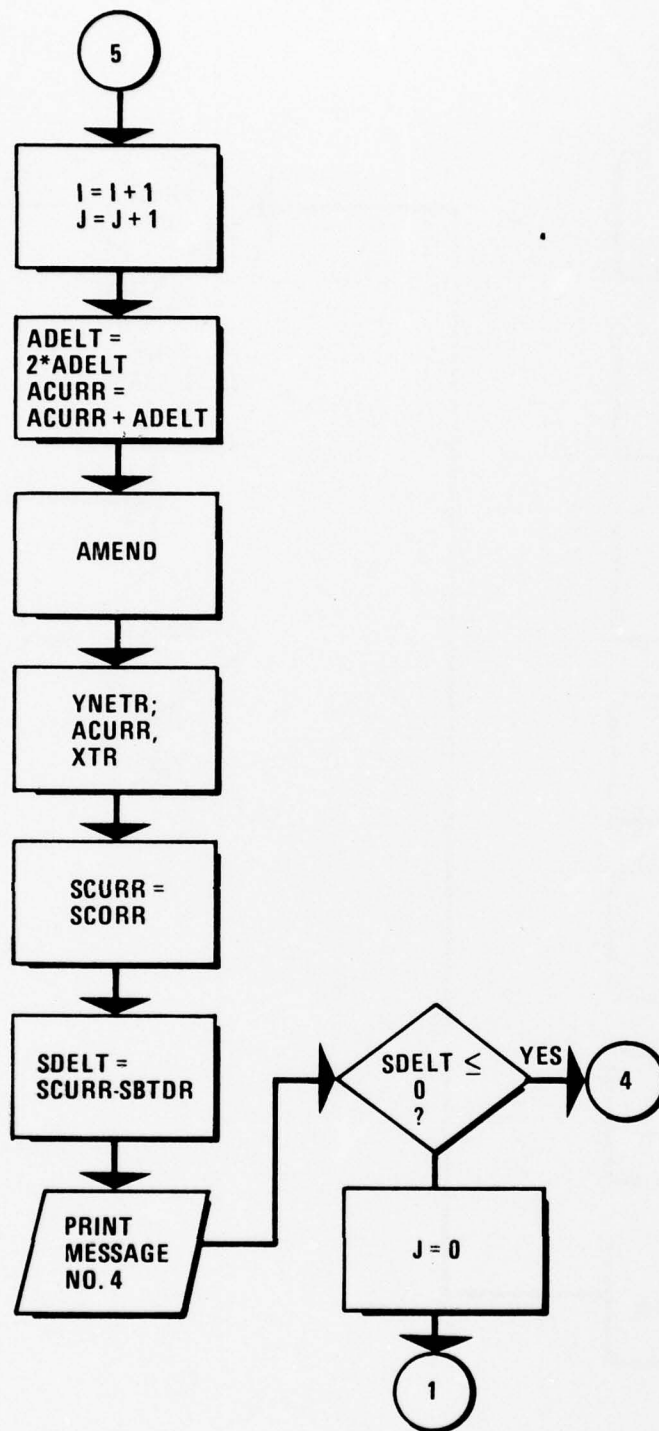 5
I = I + 1
J = J + 1
ADELT =
2*ADELT
ACURR =
ACURR + ADELT
AMEND
YNETR;
ACURR,
XTR
SCURR =
SCORR
SDELT =
SCURR-SBTDR
PRINT
MESSAGE
NO. 4
SDELT ≤
0
?
YES
4
J = 0
1